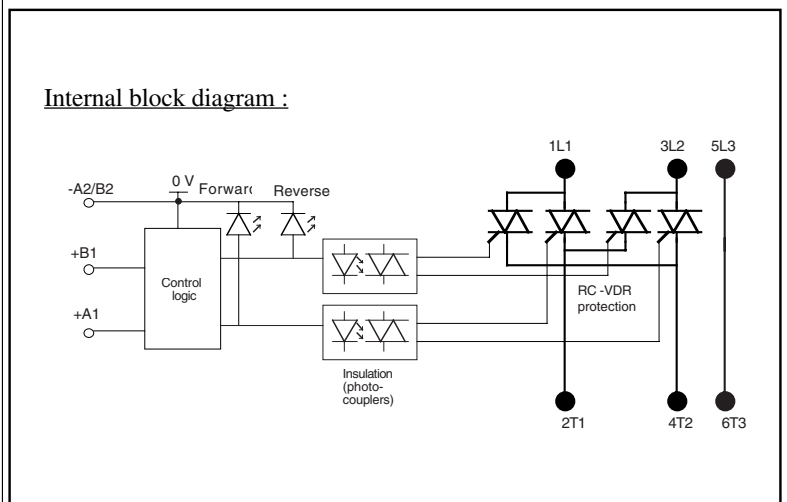 Internal block diagram :
1L1
3L2
5L3
-A2/B2
0 V
Forward
Reverse
+B1
Control
logic
+A1
RC -VDR
protection
Insulation
(photo-
couplers)
2T1
4T2
6T3